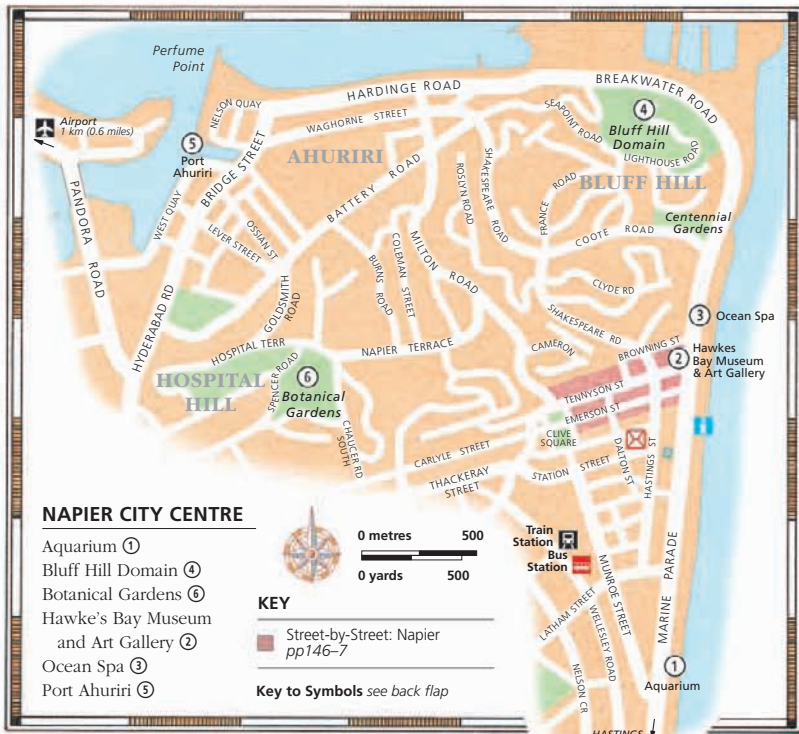 Perfume
Point
Airport
1 km (0.6 miles)
NELSON QUAY
HARDINGE ROAD
BREAKWATER ROAD
WAGHORNE STREET
SEAPOINT ROAD
4
Bluff Hill
Domain
LIGHTHOUSE ROAD
5
Port
Ahuriri
BRIDGE STREET
AHURIRI
BATTERY ROAD
ROSLYN ROAD
SHAKESPEARE ROAD
FRANCE ROAD
BLUFF HILL
Centennial
Gardens
PANDORA ROAD
WEST QUAY
LEVER STREET
OSSIAN ST
COOTE ROAD
MILTON ROAD
COLEMAN STREET
BURNS ROAD
CLYDE RD
GOLDSMITH
ROAD
HYDERABAD RD
SHAKESPEARE RD
3
Ocean Spa
HOSPITAL TERR
NAPIER TERRACE
CAMERON
BROWNING ST
2
Hawkes
Bay Museum
& Art Gallery
HOSPITAL
HILL
SPENCER ROAD
6
Botanical
Gardens
TENNYSON ST
EMERSON ST
CLIVE
SQUARE
CHAUCER RD
SOUTH
CARLYLE STREET
THACKERAY
STREET
STATION STREET
DALTON ST
HASTINGS ST
i
Train
Station
Bus
Station
MUNROE STREET
MARINE PARADE
LATHAM STREET
WELLESLEY ROAD
NELSON CR
1
Aquarium
HASTINGS
NAPIER CITY CENTRE
Aquarium 1
Bluff Hill Domain 4
Botanical Gardens 6
Hawke's Bay Museum
and Art Gallery 2
Ocean Spa 3
Port Ahuriri 5
0 metres 500
0 yards 500
KEY
Street-by-Street: Napier
pp146–7
Key to Symbols see back flap